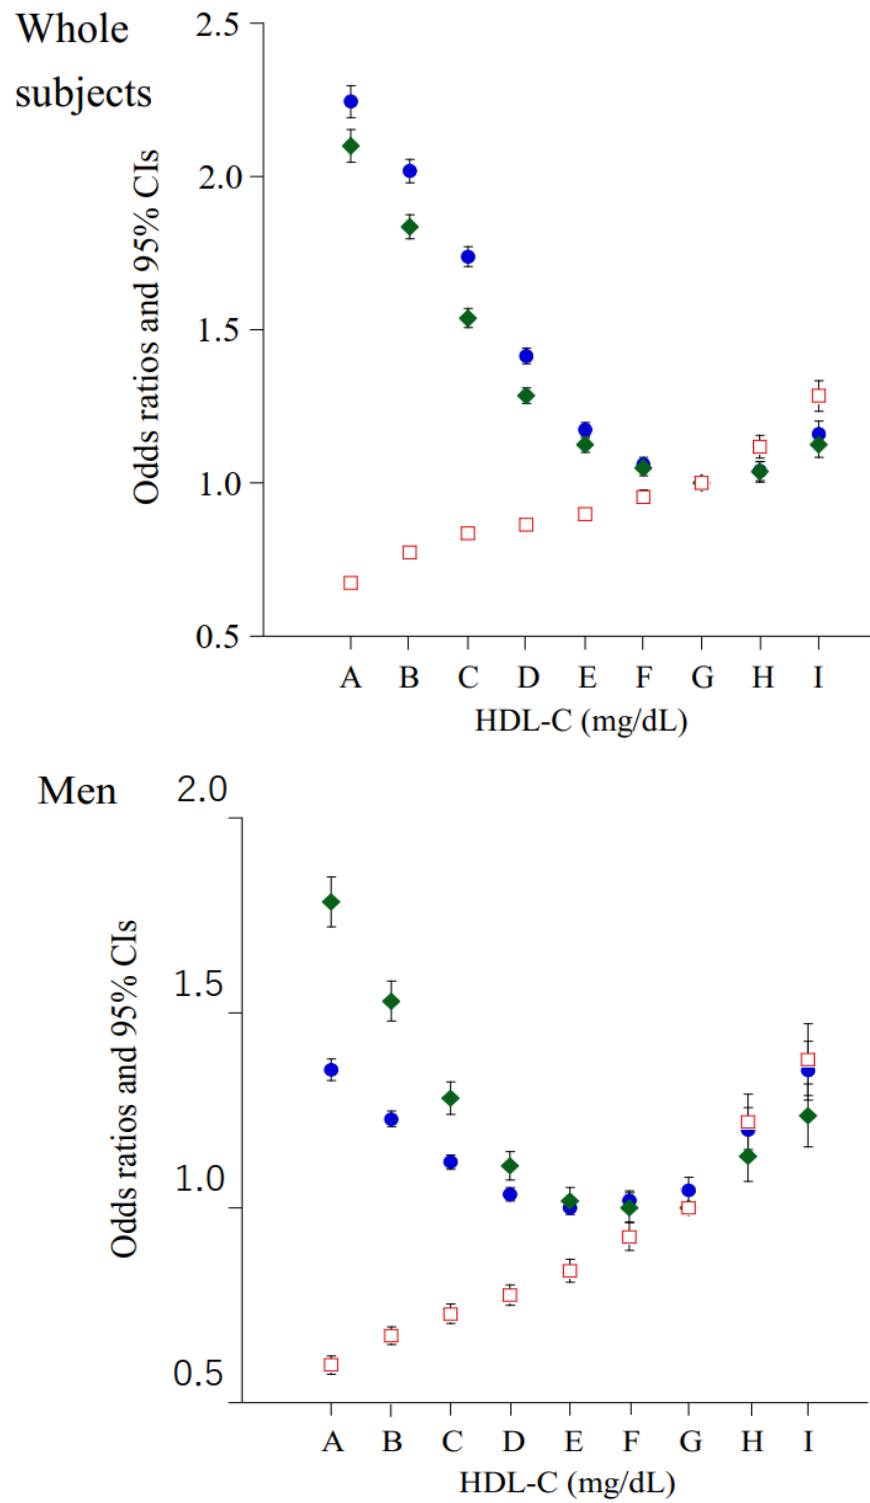 Whole
subjects
2.5
2.0
1.5
1.0
0.5
Odds ratios and 95% CIs
A B C D E F G H I
HDL-C (mg/dL)
Men
2.0
1.5
1.0
0.5
Odds ratios and 95% CIs
A B C D E F G H I
HDL-C (mg/dL)